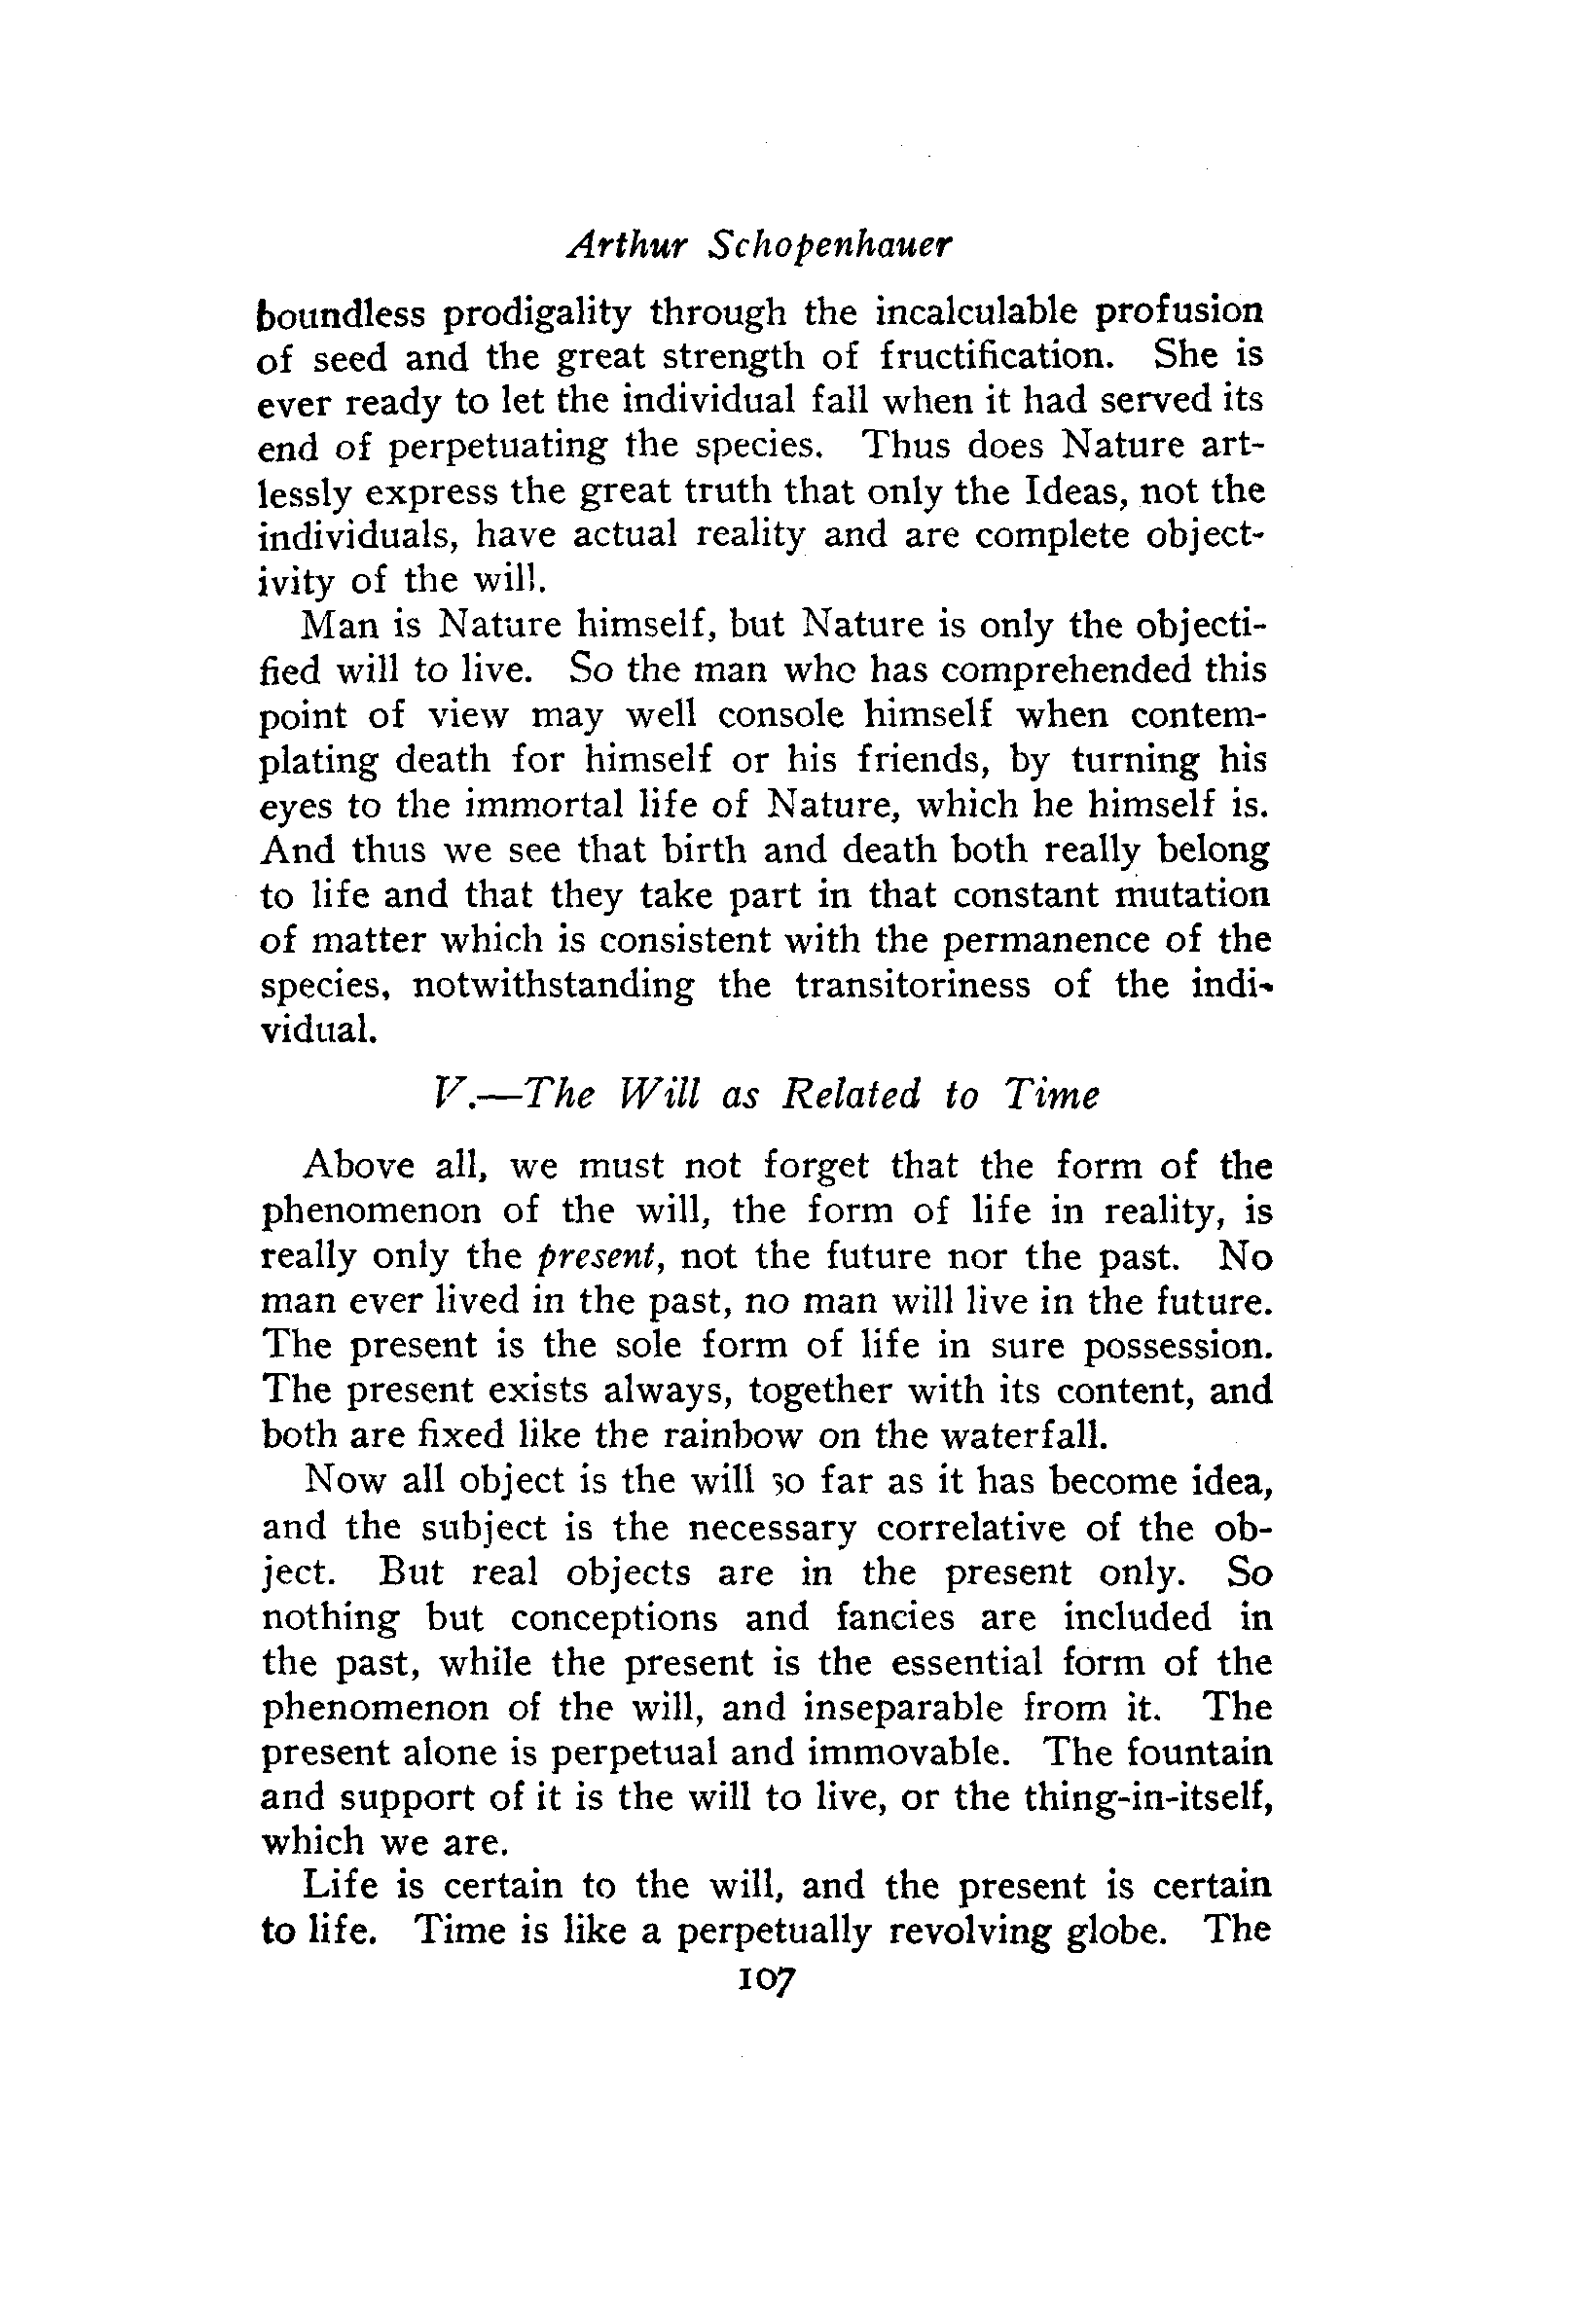 Arthur Schopenhauer
boundless prodigality through the incalculable profusion
of seed and the great strength of fructification. She is
ever ready to let the individual fall when it had served its
end of perpetuating the species. Thus does Nature art-
lessly express the great truth that only the Ideas, not the
individuals, have actual reality and are complete object-
ivity of the will.
Man is Nature himself, but Nature is only the objecti-
fied will to live. So the man who has comprehended this
point of view may well console himself when contem-
plating death for himself or his friends, by turning his
eyes to the immortal life of Nature, which he himself is.
And thus we see that birth and death both really belong
to life and that they take part in that constant mutation
of matter which is consistent with the permanence of the
species, notwithstanding the transitoriness of the indi-
vidual.
V.—The Will as Related to Time
Above all, we must not forget that the form of the
phenomenon of the will, the form of life in reality, is
really only the present, not the future nor the past. No
man ever lived in the past, no man will live in the future.
The present is the sole form of life in sure possession.
The present exists always, together with its content, and
both are fixed like the rainbow on the waterfall.
Now all object is the will so far as it has become idea,
and the subject is the necessary correlative of the ob-
ject. But real objects are in the present only. So
nothing but conceptions and fancies are included in
the past, while the present is the essential form of the
phenomenon of the will, and inseparable from it. The
present alone is perpetual and immovable. The fountain
and support of it is the will to live, or the thing-in-itself,
which we are.
Life is certain to the will, and the present is certain
to life. Time is like a perpetually revolving globe. The
107